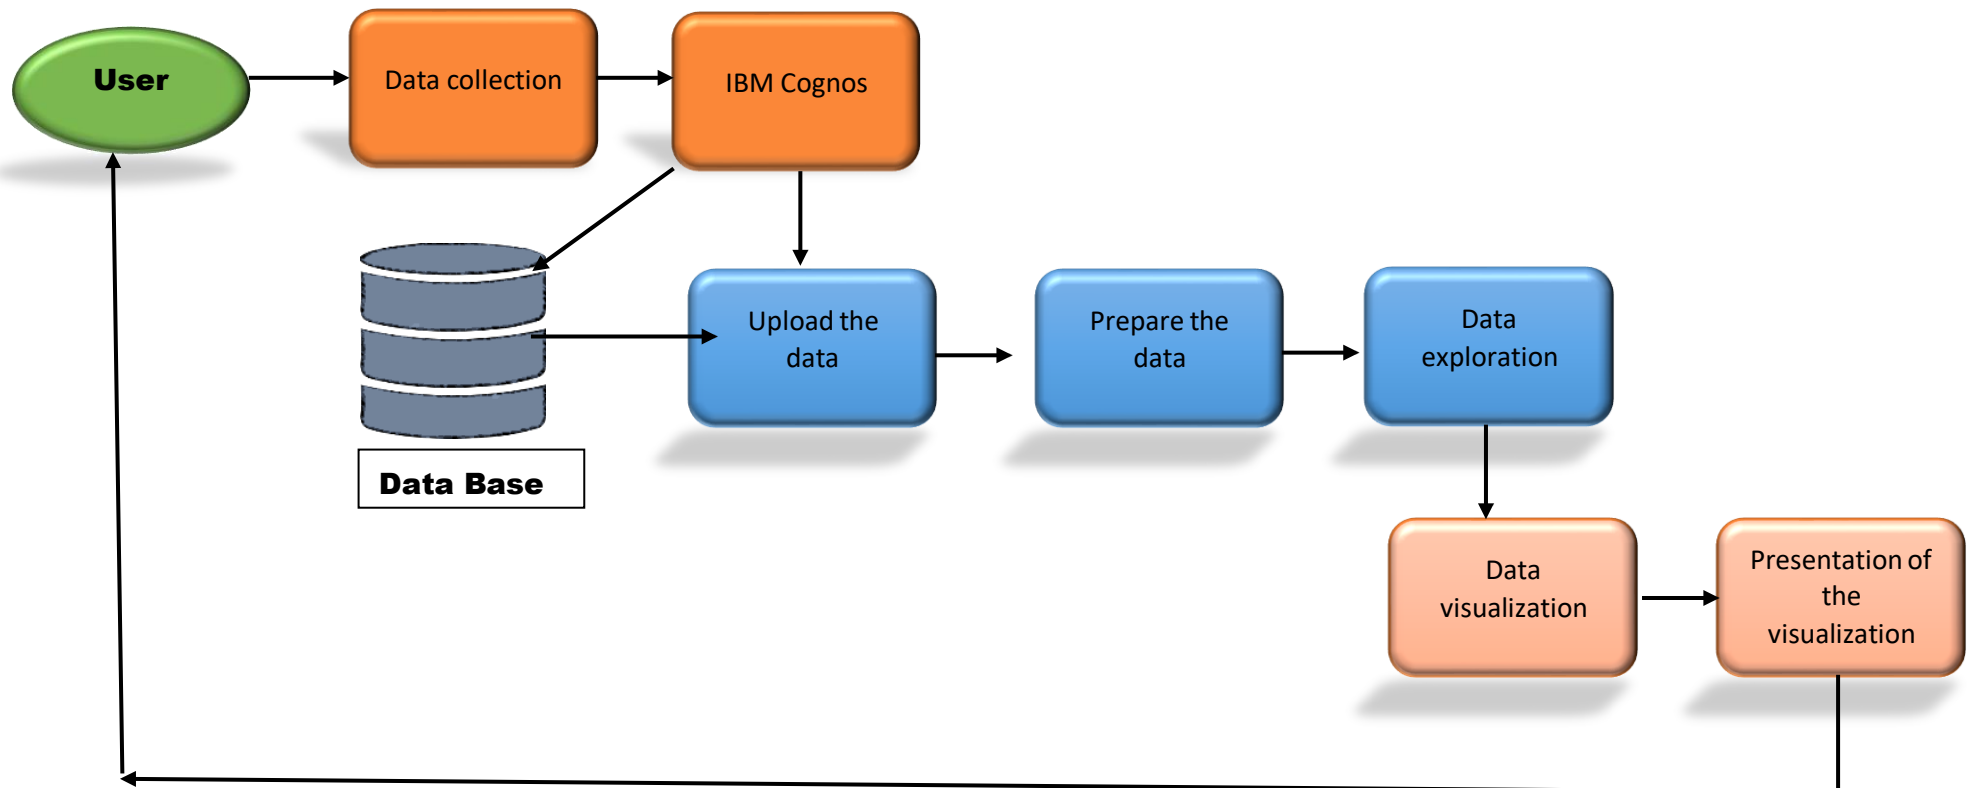 User
Data collection
IBM Cognos
Upload the
data
Prepare the
data
Data
exploration
Data Base
Data
visualization
Presentation of
the
visualization